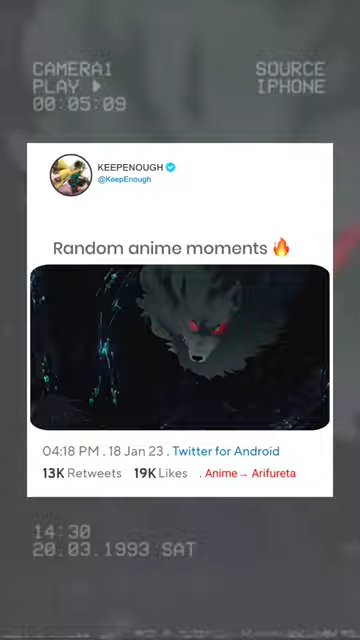 CAMERA1
PLAY
00:05:09
SOURCE
IPHONE
KEEPENOUGH
@KeepEnough
Random anime moments 🔥
04:18 PM . 18 Jan 23 . Twitter for Android
13K Retweets 19K Likes . Anime→ Arifureta
14:30
20.03.1993 SAT